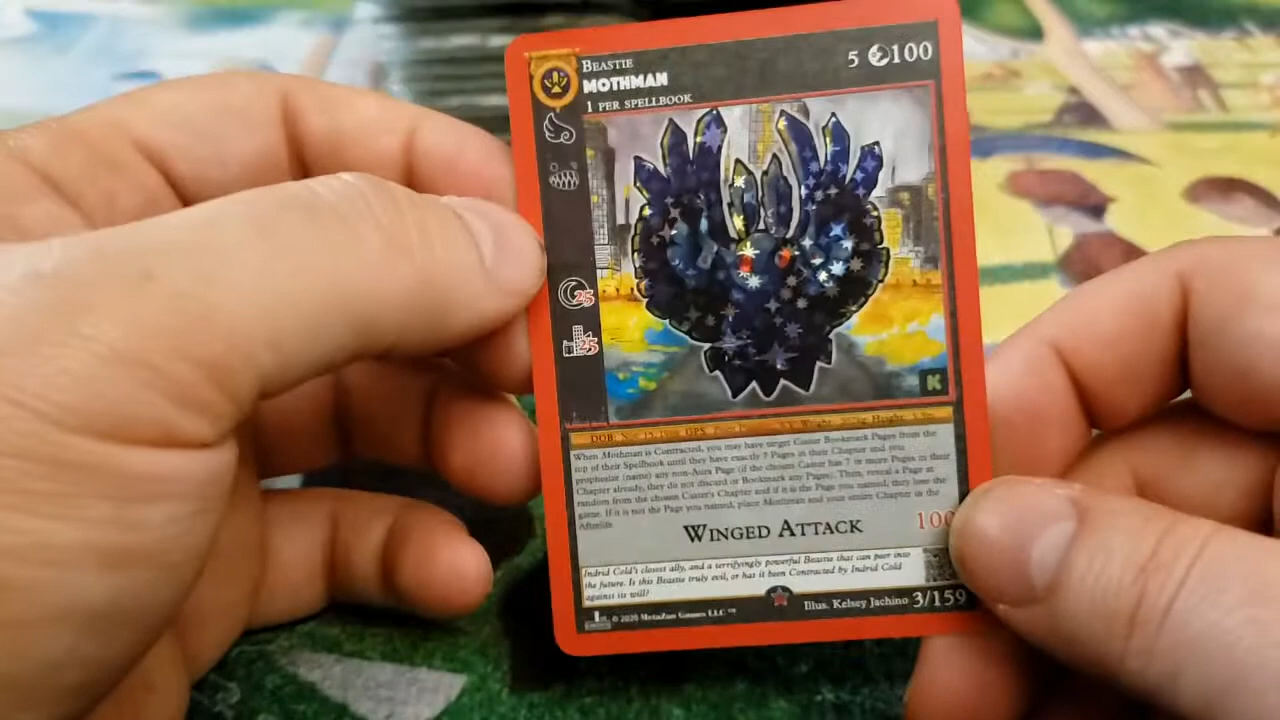 BEASTIE
MOTHMAN
1 PER SPELLBOOK
5 100
25
25
K
DOB: GPS: Weight: Height:
When Mothman is Contracted, you may have target Caster Bookmark Pages from the
top of their Spellbook until they have exactly 7 Pages in their Chapter and you
prophesize (name) any non-Aura Page (if the chosen Caster has 7 or more Pages in their
Chapter already, they do not discard or Bookmark any Pages). Then, reveal a Page at
random from the chosen Caster's Chapter and if it is the Page you named, they lose the
game. If it is not the Page you named, place Mothman and your entire Chapter in the
Afterlife
WINGED ATTACK 100
Indrid Cold's closest ally, and a terrifyingly powerful Beastie that can peer into
the future. Is this Beastie truly evil, or has it been Contracted by Indrid Cold
against its will?
© 2020 MetaZoo Games LLC™ Illus. Kelsey Jachino 3/159